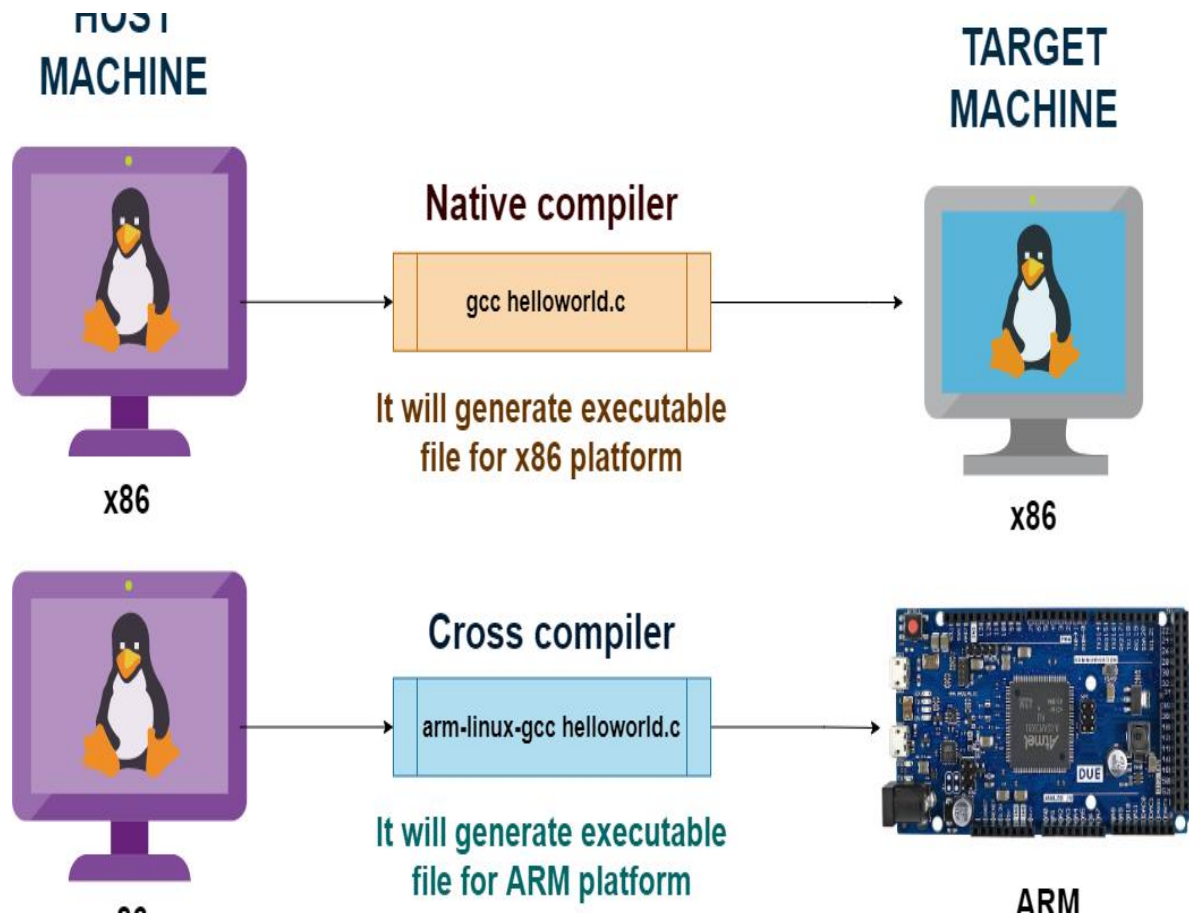 HOST
MACHINE
TARGET
MACHINE
Native compiler
gcc helloworld.c
It will generate executable
file for x86 platform
x86
x86
Cross compiler
arm-linux-gcc helloworld.c
It will generate executable
file for ARM platform
Atmel
DUE
ARM